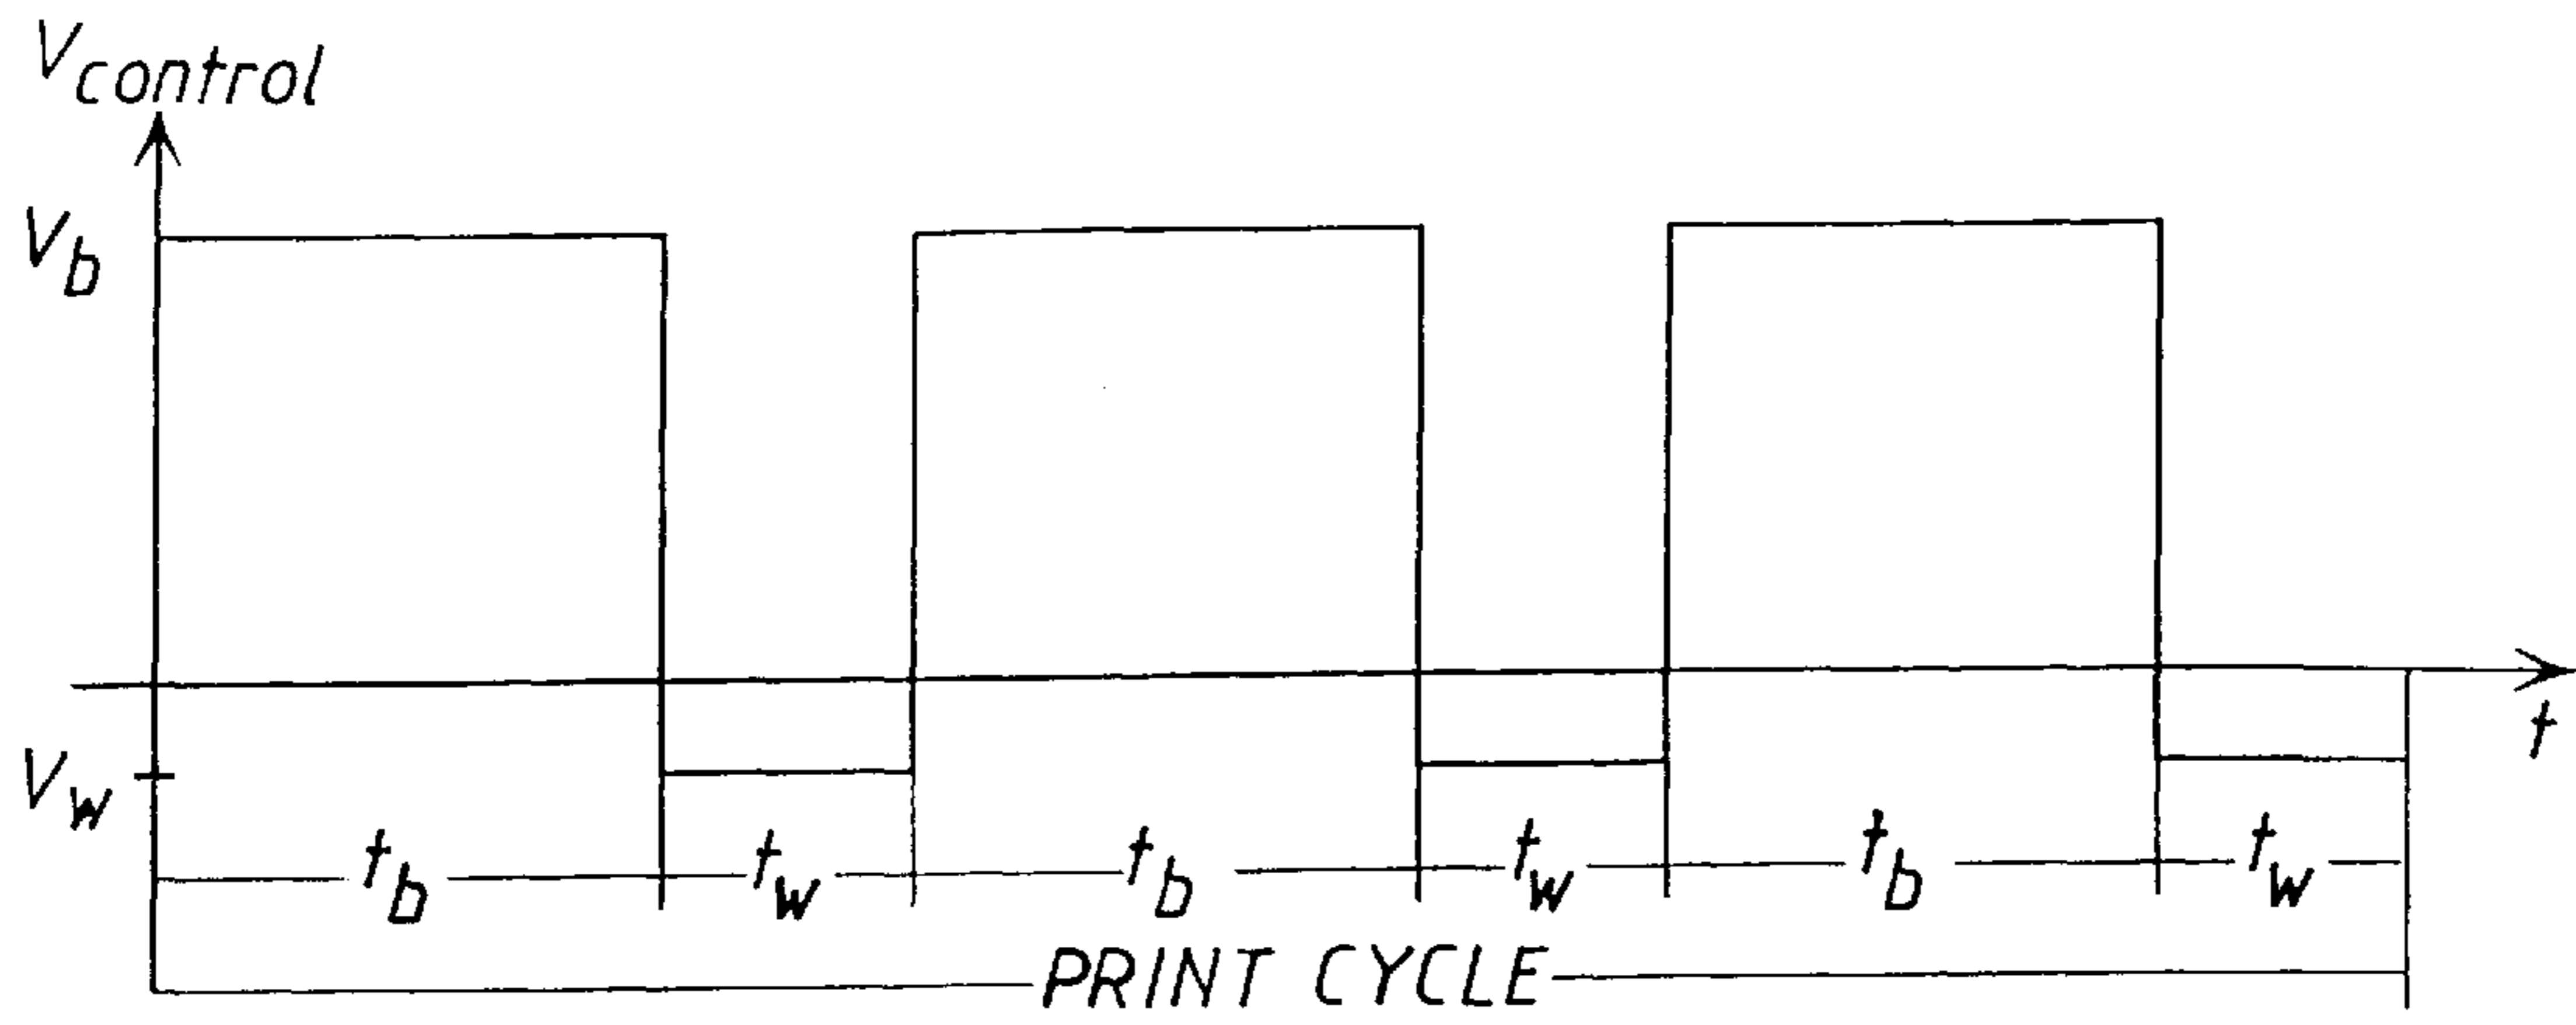 Vcontrol
Vb
Vw
t
tb tw tb tw tb tw
PRINT CYCLE